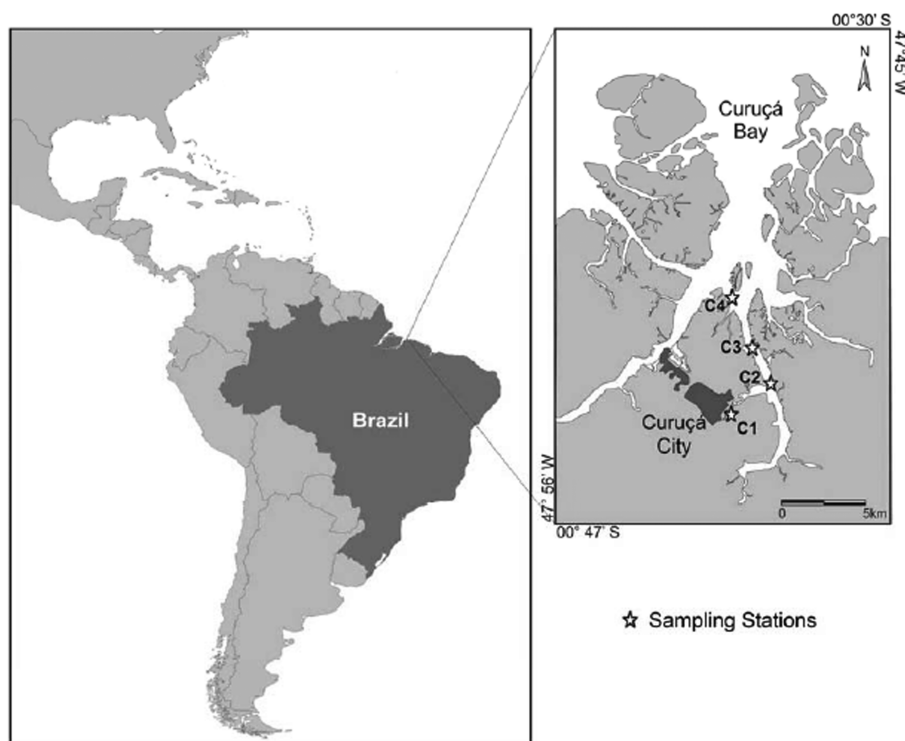 00°30' S
47°45' W
N
Curuçá
Bay
C4
C3
C2
C1
Brazil
Curuçá
City
47° 56' W
0
5km
00° 47' S
Sampling Stations